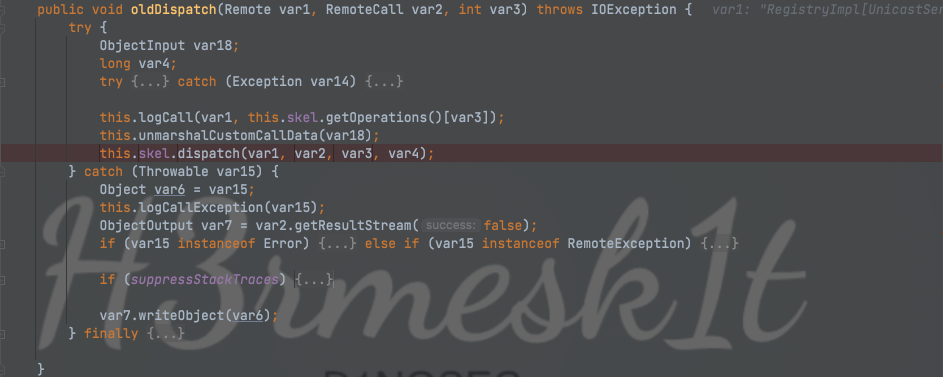 public void oldDispatch(Remote var1, RemoteCall var2, int var3) throws IOException {   var1: "RegistryImpl[UnicastSer
try {
ObjectInput var18;
long var4;
try {...} catch (Exception var14) {...}
this.logCall(var1, this.skel.getOperations()[var3]);
this.unmarshalCustomCallData(var18);
this.skel.dispatch(var1, var2, var3, var4);
} catch (Throwable var15) {
Object var6 = var15;
this.logCallException(var15);
ObjectOutput var7 = var2.getResultStream( success: false);
if (var15 instanceof Error) {...} else if (var15 instanceof RemoteException) {...}
if (suppressStackTraces) {...}
var7.writeObject(var6);
} finally {...}
}
H3rmesk1t